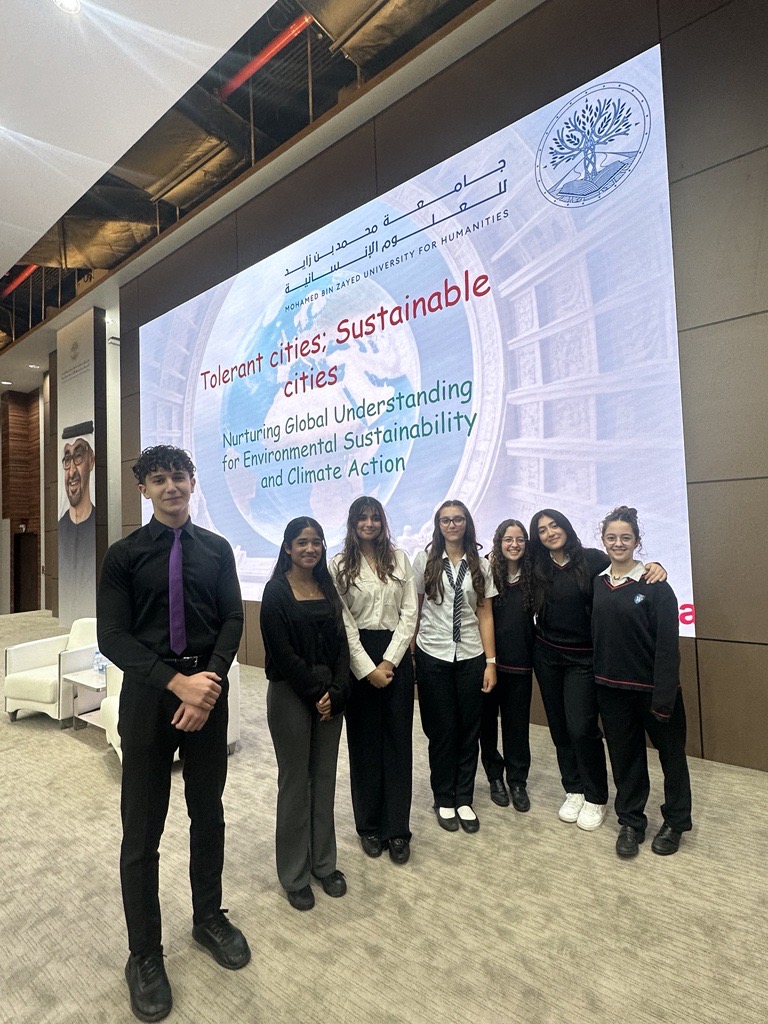 جامعة محمد بن زايد
للعلوم الإنسانية
MOHAMED BIN ZAYED UNIVERSITY FOR HUMANITIES
Tolerant cities; Sustainable
cities
Nurturing Global Understanding
for Environmental Sustainability
and Climate Action
a